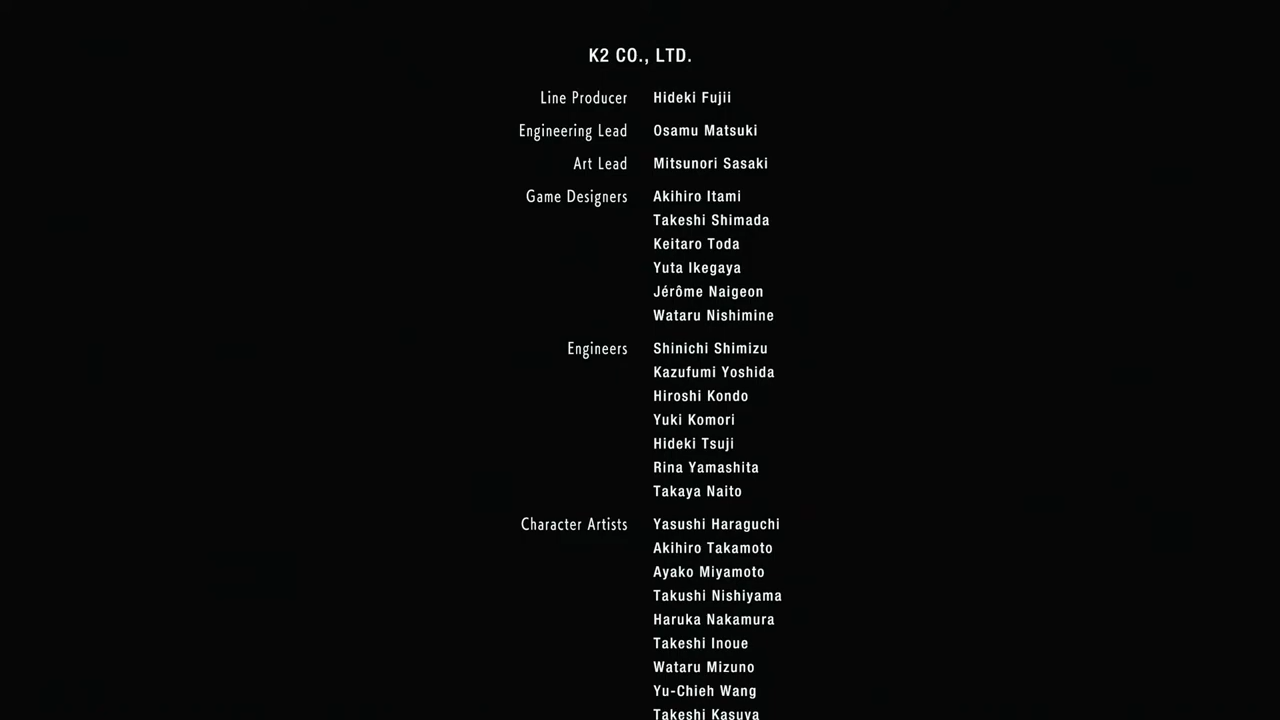 K2 CO., LTD.
Line Producer Hideki Fujii
Engineering Lead Osamu Matsuki
Art Lead Mitsunori Sasaki
Game Designers Akihiro Itami
Takeshi Shimada
Keitaro Toda
Yuta Ikegaya
Jérôme Naigeon
Wataru Nishimine
Engineers Shinichi Shimizu
Kazufumi Yoshida
Hiroshi Kondo
Yuki Komori
Hideki Tsuji
Rina Yamashita
Takaya Naito
Character Artists Yasushi Haraguchi
Akihiro Takamoto
Ayako Miyamoto
Takushi Nishiyama
Haruka Nakamura
Takeshi Inoue
Wataru Mizuno
Yu-Chieh Wang
Takeshi Kasuya